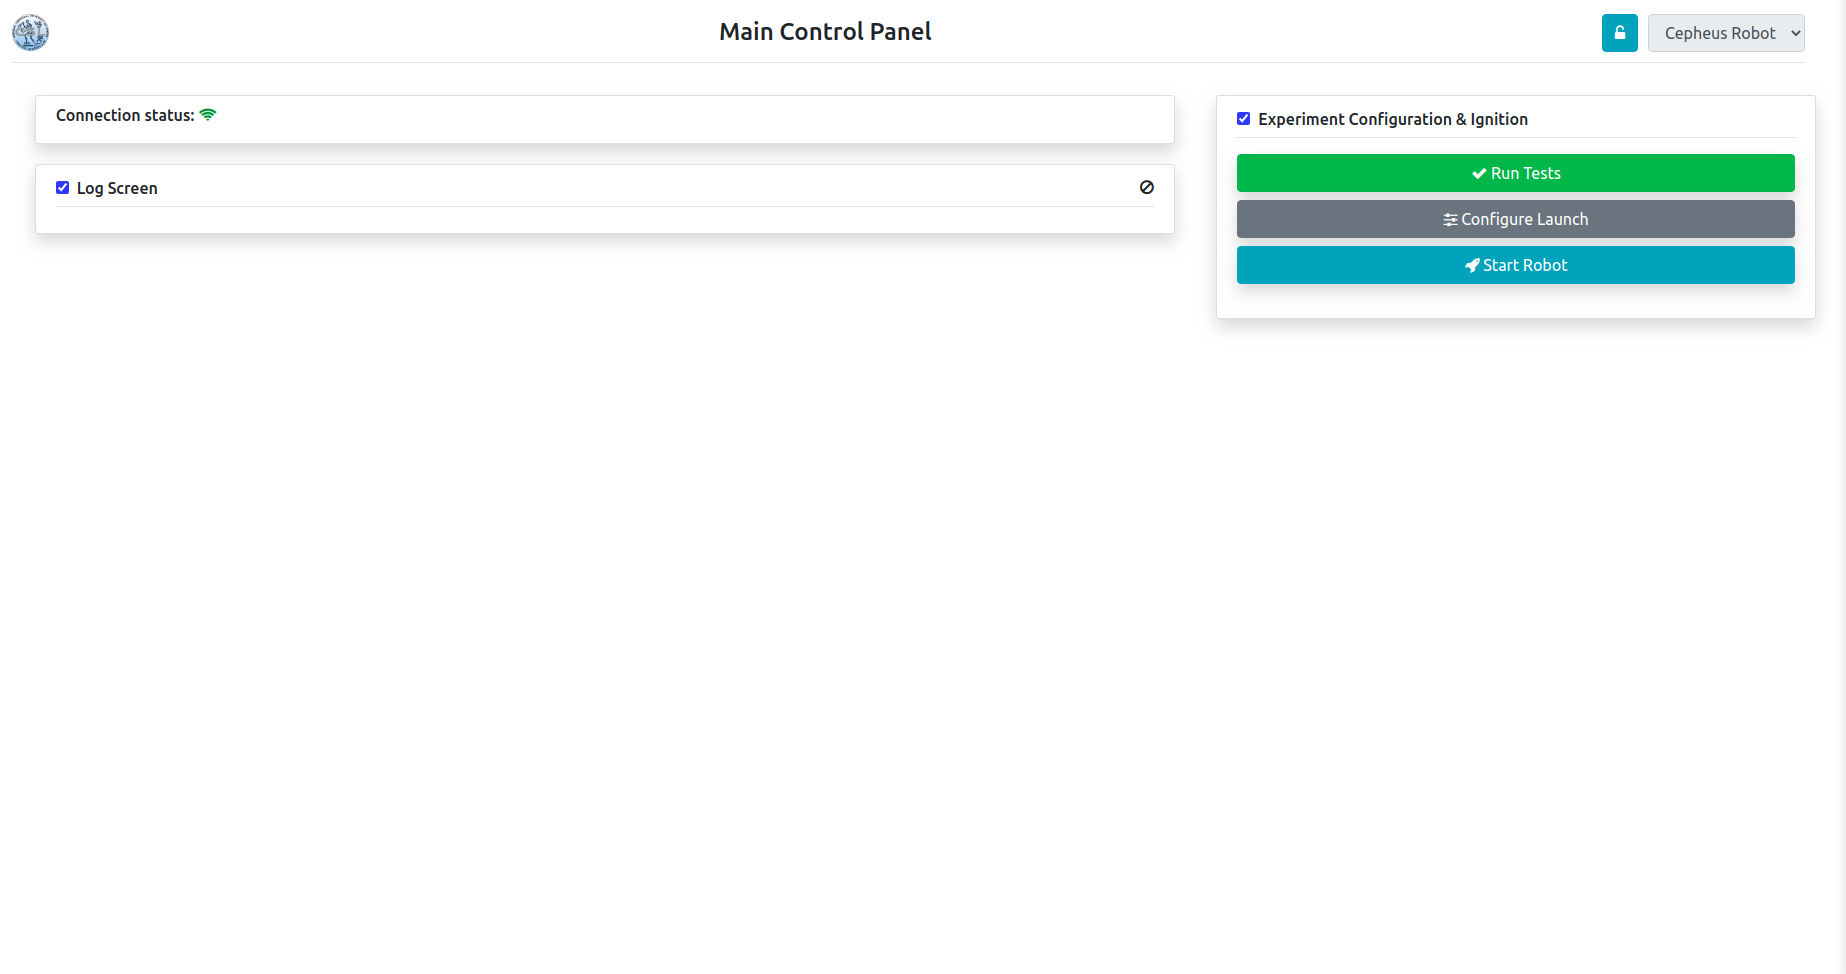 Main Control Panel
Cepheus Robot
Connection status:
Log Screen
Experiment Configuration & Ignition
Run Tests
Configure Launch
Start Robot